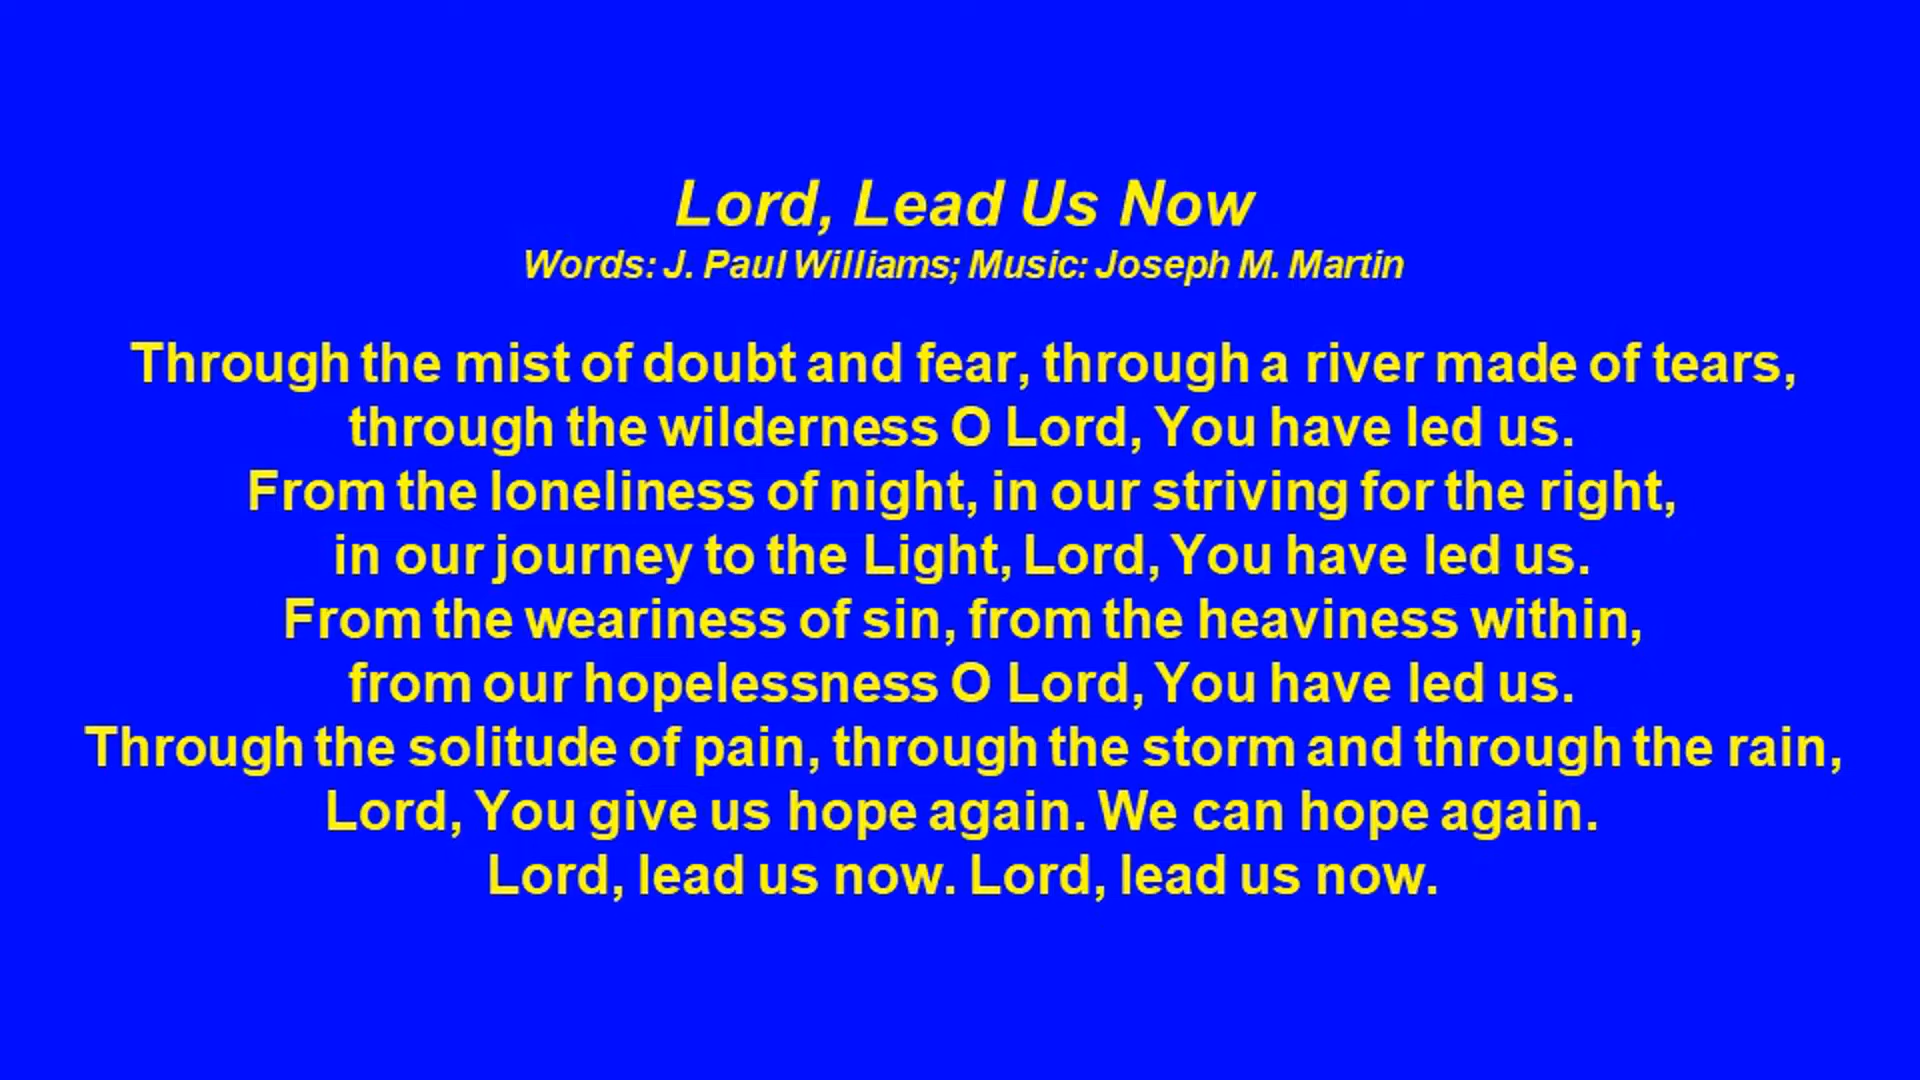 Lord, Lead Us Now
Words: J. Paul Williams; Music: Joseph M. Martin
Through the mist of doubt and fear, through a river made of tears,
through the wilderness O Lord, You have led us.
From the loneliness of night, in our striving for the right,
in our journey to the Light, Lord, You have led us.
From the weariness of sin, from the heaviness within,
from our hopelessness O Lord, You have led us.
Through the solitude of pain, through the storm and through the rain,
Lord, You give us hope again. We can hope again.
Lord, lead us now. Lord, lead us now.